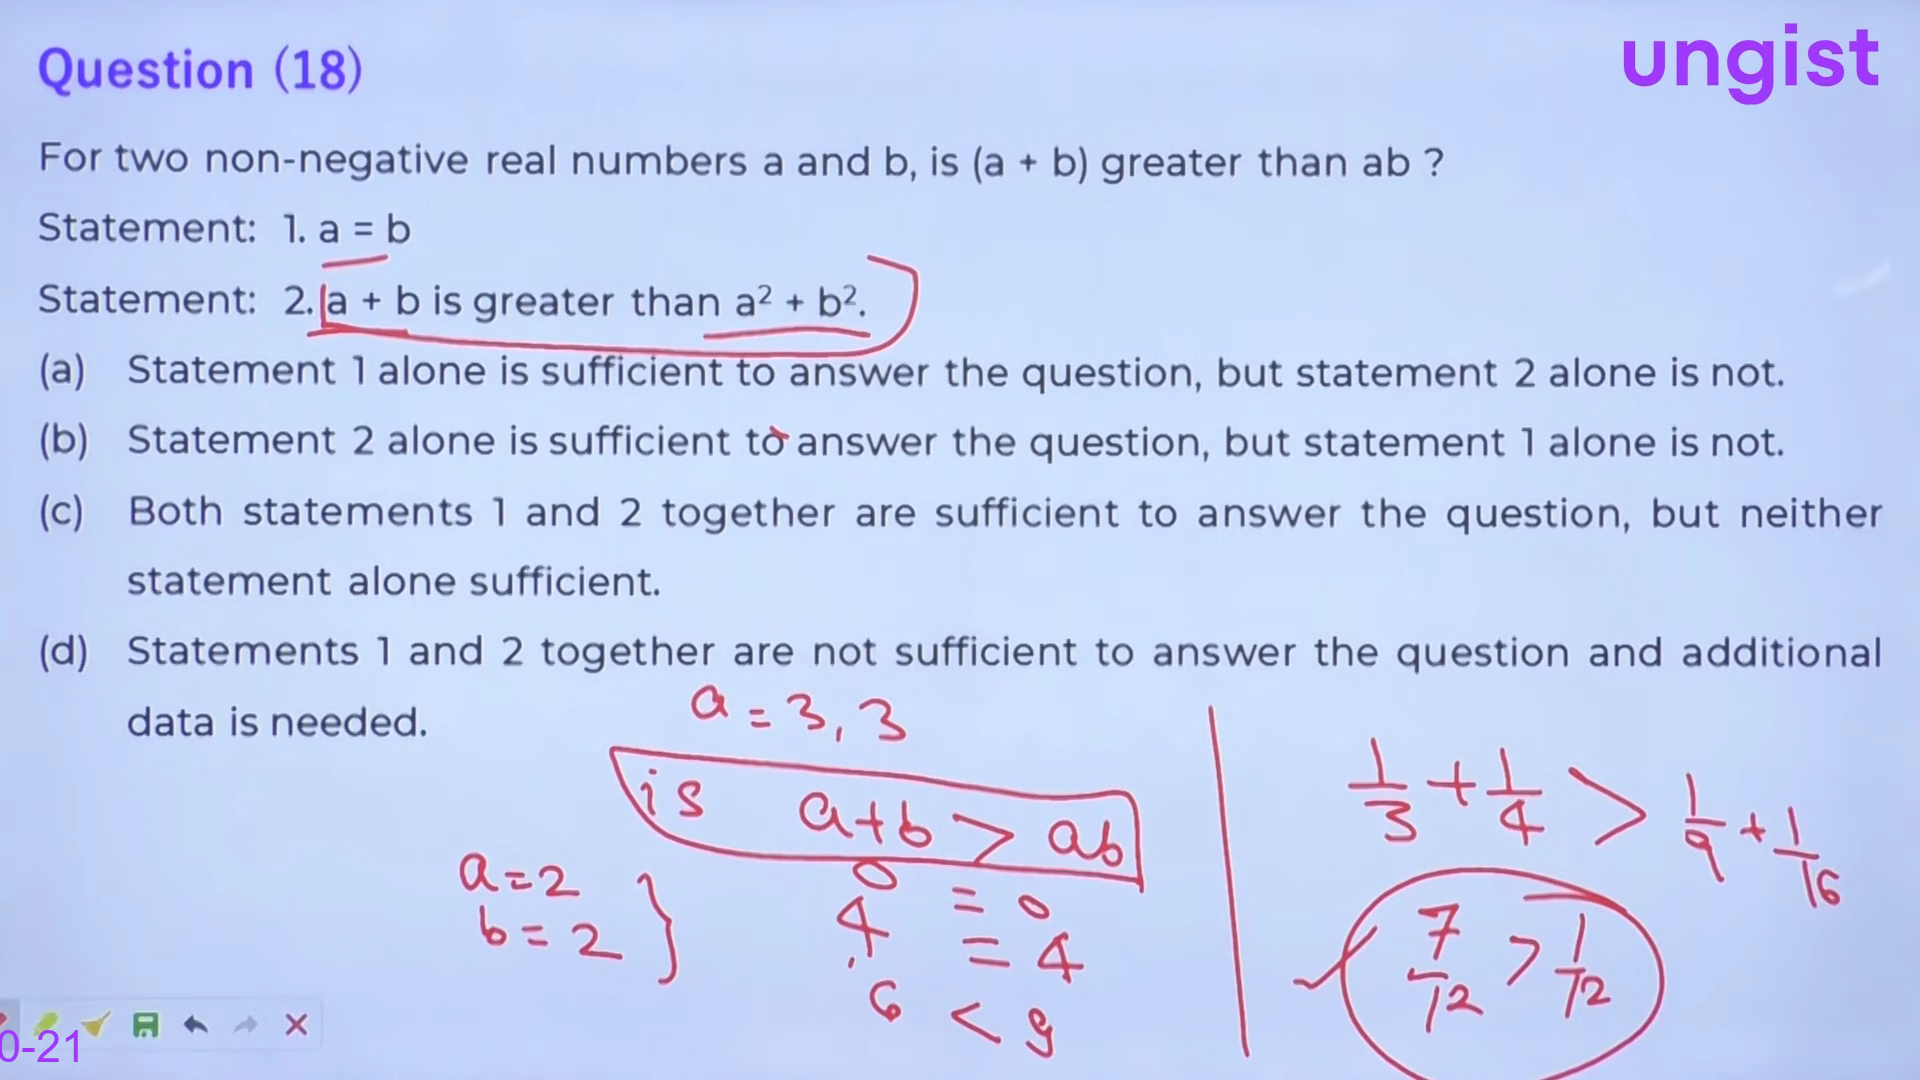 Question (18)
ungist
For two non-negative real numbers a and b, is (a + b) greater than ab ?
Statement: 1. a = b
Statement: 2. a + b is greater than a² + b².
(a) Statement 1 alone is sufficient to answer the question, but statement 2 alone is not.
(b) Statement 2 alone is sufficient to answer the question, but statement 1 alone is not.
(c) Both statements 1 and 2 together are sufficient to answer the question, but neither
statement alone sufficient.
(d) Statements 1 and 2 together are not sufficient to answer the question and additional
data is needed.
a = 3, 3
is a+b > ab
0 = 0
a=2
b=2
4 = 4
6 < 9
1/3 + 1/4 > 1/9 + 1/16
7/12 > 1/12
0-21